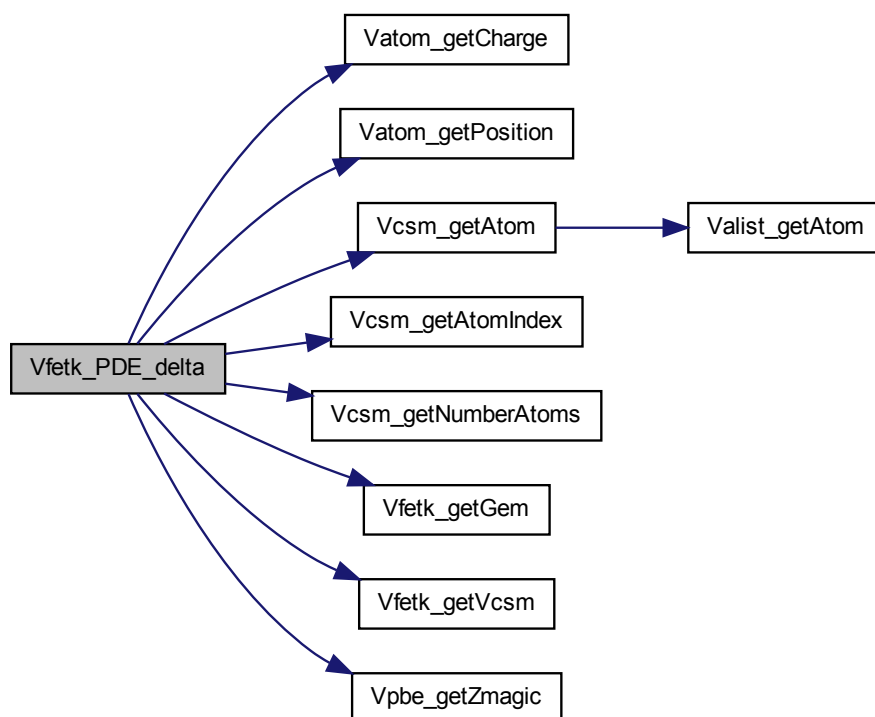 Vatom_getCharge
Vatom_getPosition
Vcsm_getAtom
Valist_getAtom
Vcsm_getAtomIndex
Vfetk_PDE_delta
Vcsm_getNumberAtoms
Vfetk_getGem
Vfetk_getVcsm
Vpbe_getZmagic